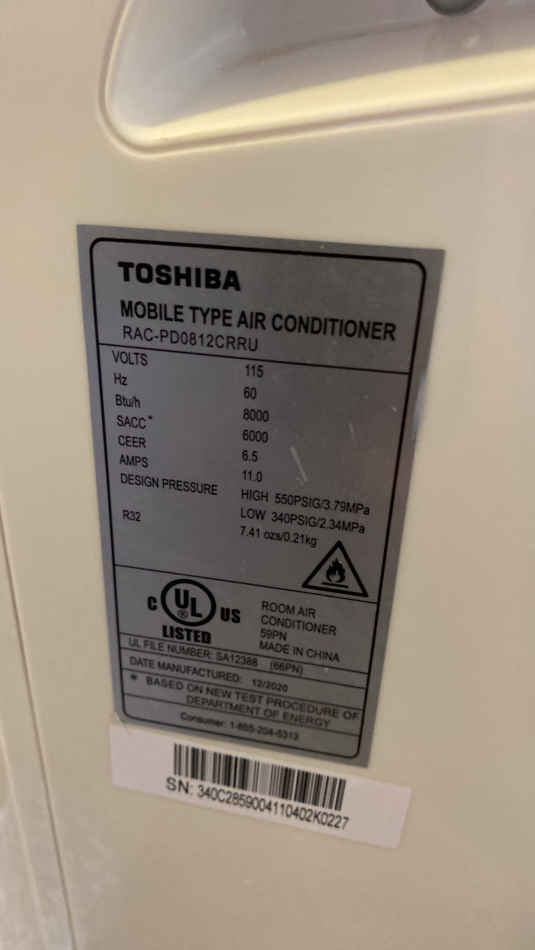 TOSHIBA
MOBILE TYPE AIR CONDITIONER
RAC-PD0812CRRU
VOLTS 115
Hz 60
Btu/h 8000
SACC* 6000
CEER 6.5
AMPS 11.0
DESIGN PRESSURE HIGH 550PSIG/3.79MPa
LOW 340PSIG/2.34MPa
R32 7.41 ozs/0.21kg
C UL US
®
LISTED
ROOM AIR
CONDITIONER
59PN
MADE IN CHINA
UL FILE NUMBER: SA12388 (66PN)
DATE MANUFACTURED: 12/2020
* BASED ON NEW TEST PROCEDURE OF
DEPARTMENT OF ENERGY
Consumer: 1-855-204-5313
SN: 340C2859004110402K0227